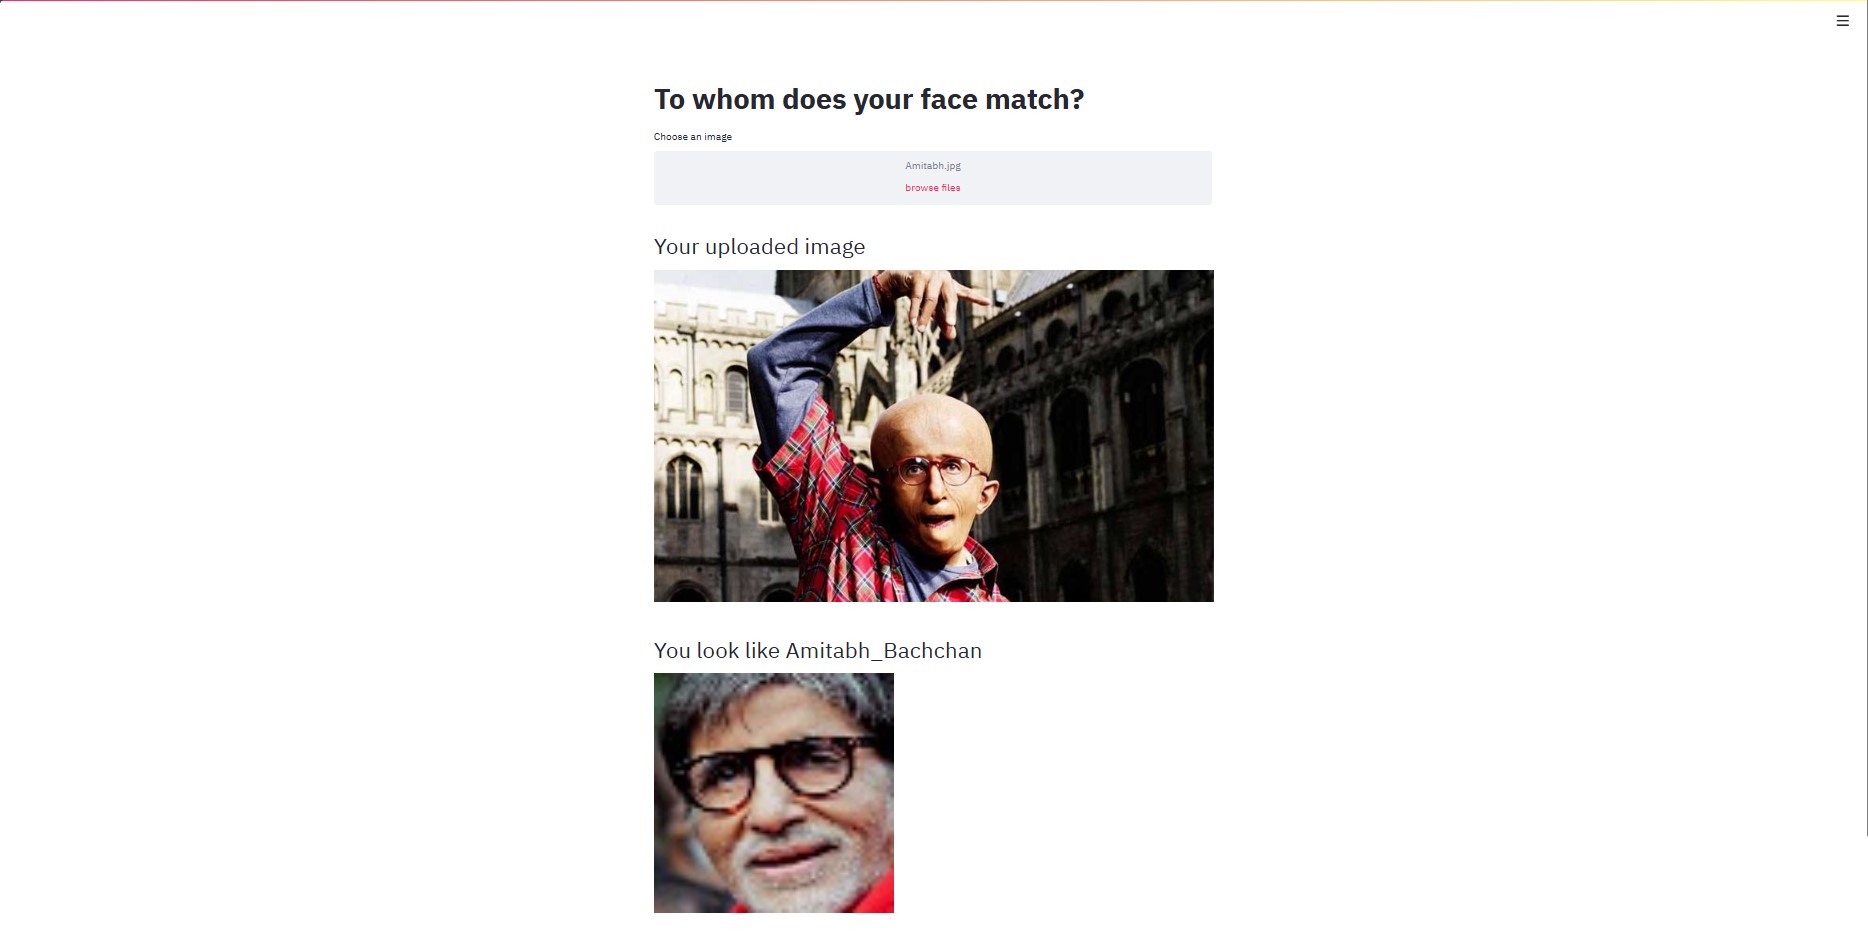 To whom does your face match?
Choose an image
Amitabh.jpg
browse files
Your uploaded image
You look like Amitabh_Bachchan